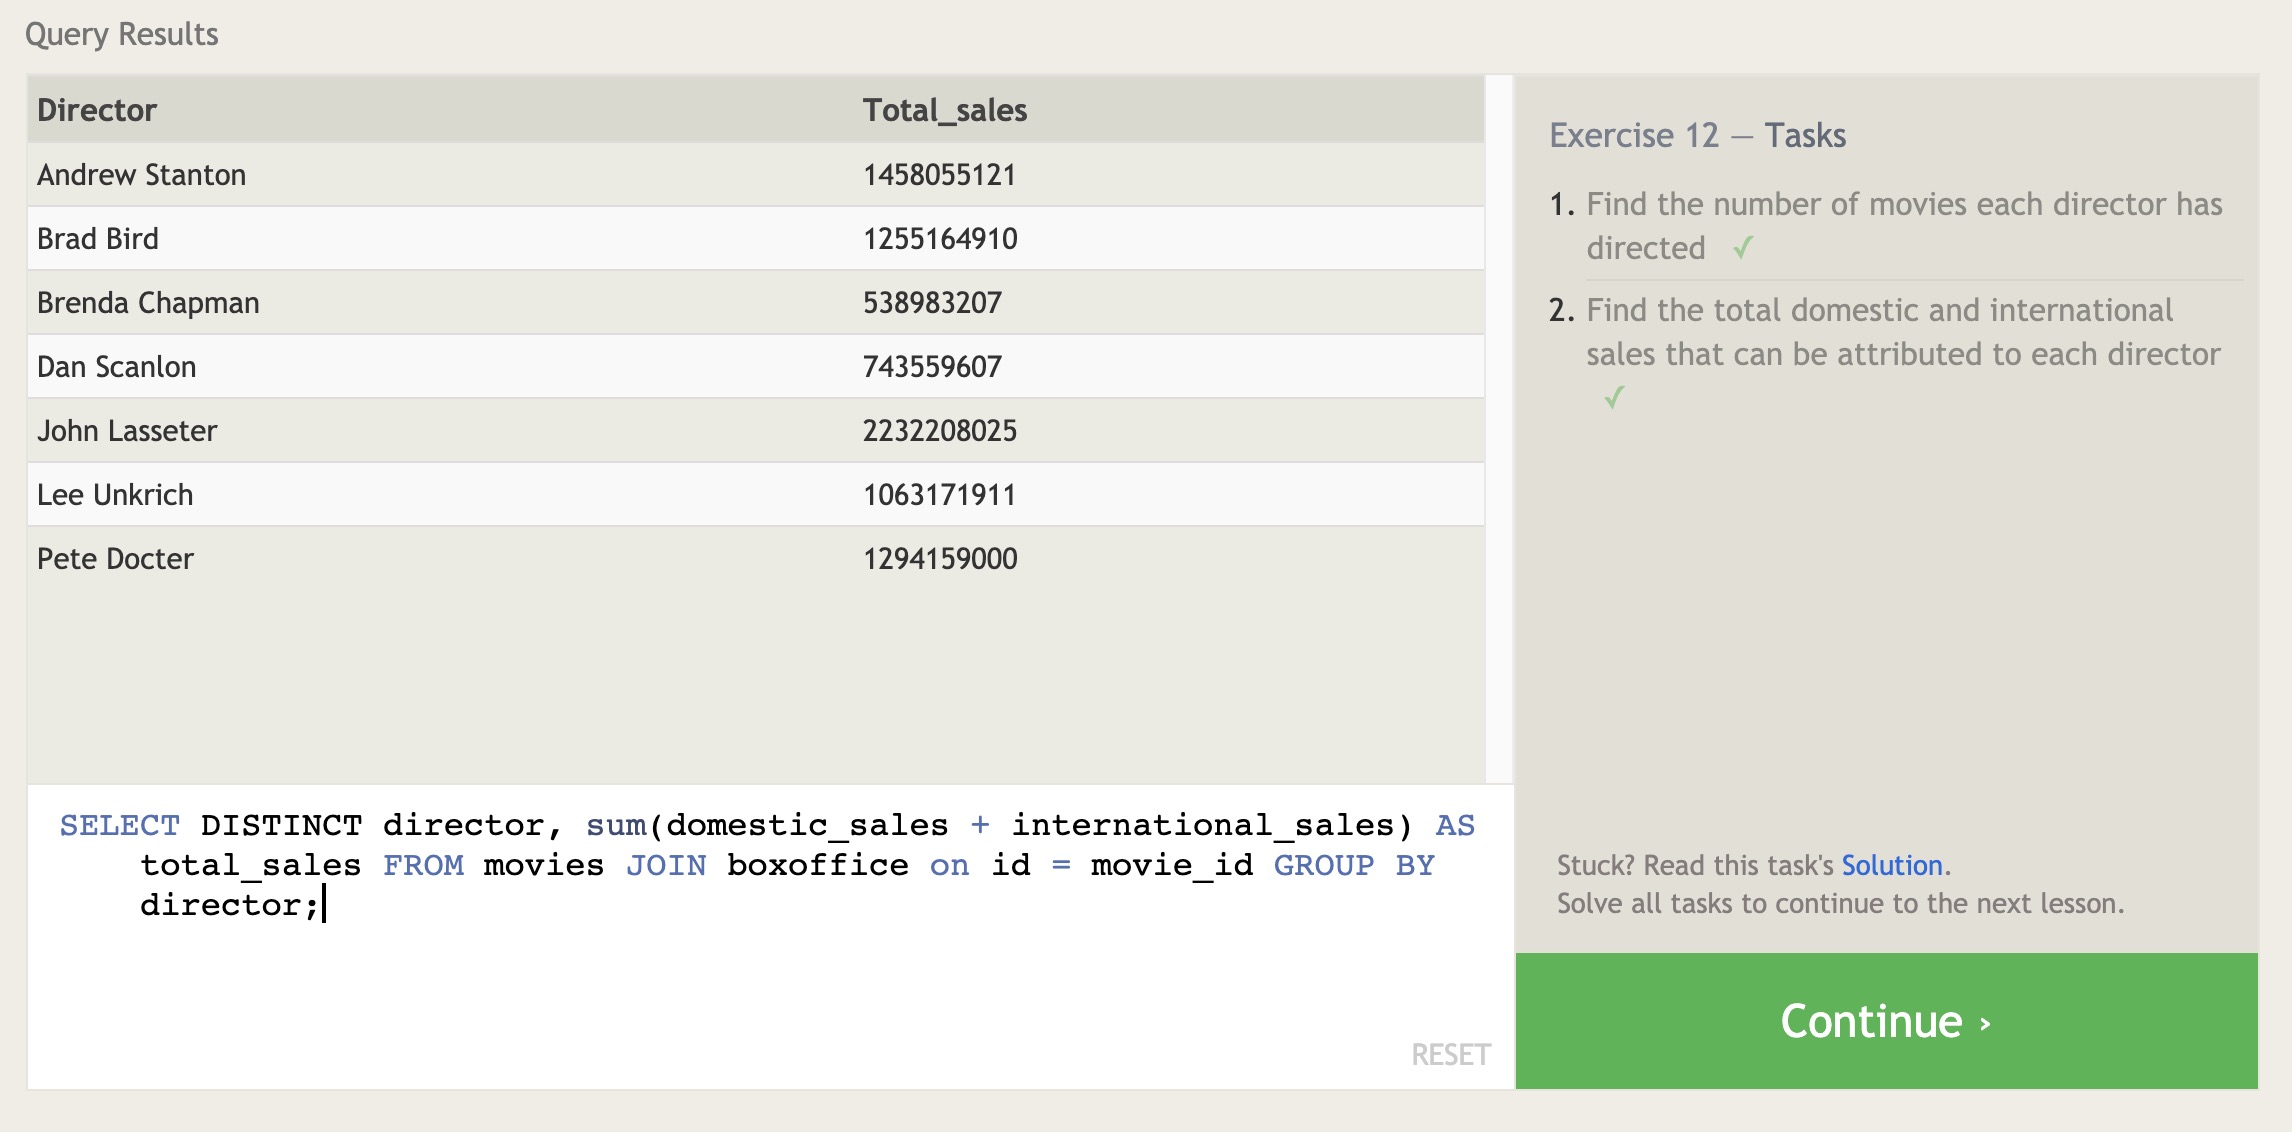 Query Results
Director Total_sales
Andrew Stanton 1458055121
Brad Bird 1255164910
Brenda Chapman 538983207
Dan Scanlon 743559607
John Lasseter 2232208025
Lee Unkrich 1063171911
Pete Docter 1294159000
SELECT DISTINCT director, sum(domestic_sales + international_sales) AS
total_sales FROM movies JOIN boxoffice on id = movie_id GROUP BY
director;
RESET
Exercise 12 — Tasks
1. Find the number of movies each director has
directed ✓
2. Find the total domestic and international
sales that can be attributed to each director
✓
Stuck? Read this task's Solution.
Solve all tasks to continue to the next lesson.
Continue ›